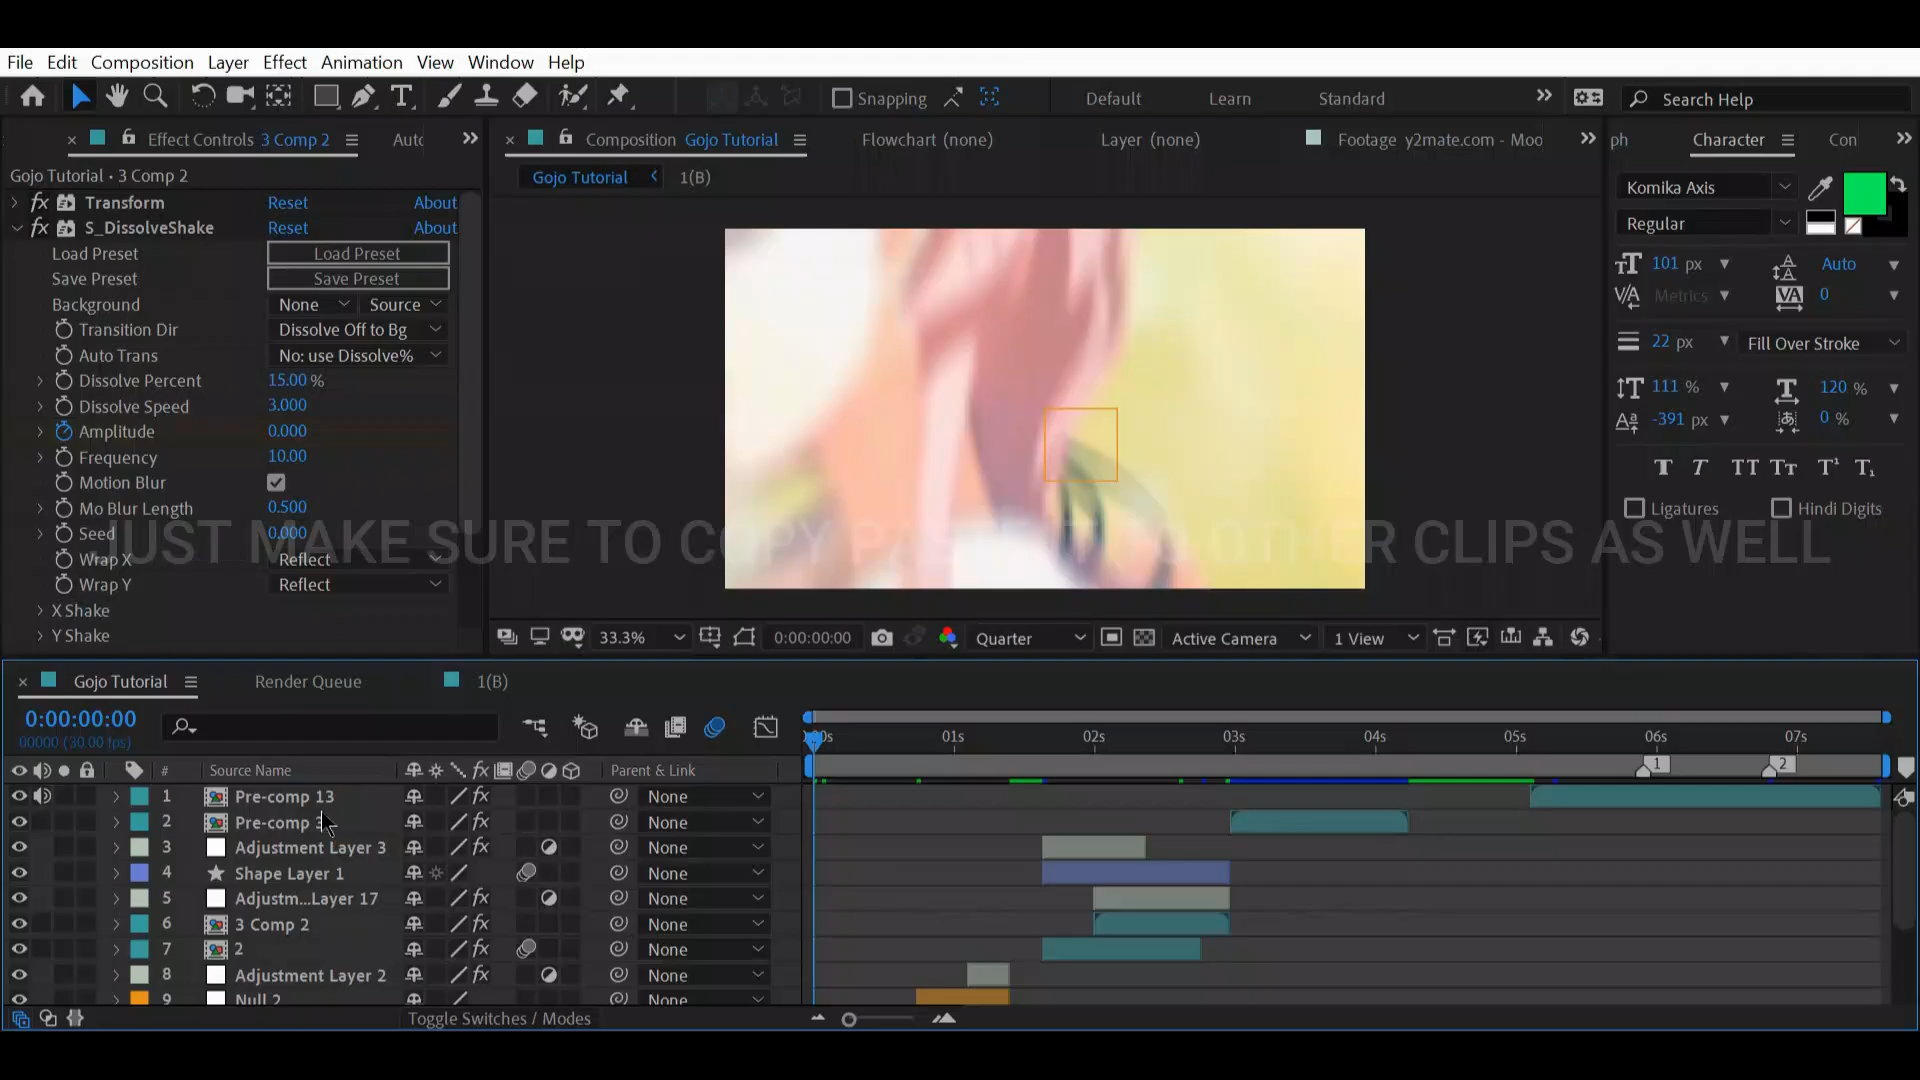 File Edit Composition Layer Effect Animation View Window Help
Snapping Default Learn Standard Search Help
Effect Controls 3 Comp 2
Composition Gojo Tutorial Flowchart (none) Layer (none) Footage y2mate.com - Moo
ph Character Con
Gojo Tutorial • 3 Comp 2
Gojo Tutorial 1(B)
Komika Axis
Regular
fx Transform Reset About
fx S_DissolveShake Reset About
Load Preset Load Preset
Save Preset Save Preset
Background None Source
Transition Dir Dissolve Off to Bg
Auto Trans No: use Dissolve%
Dissolve Percent 15.00 %
Dissolve Speed 3.000
Amplitude 0.000
Frequency 10.00
Motion Blur
Mo Blur Length 0.500
Seed 0.000
Wrap X Reflect
Wrap Y Reflect
X Shake
Y Shake
101 px Auto
Metrics 0
22 px Fill Over Stroke
111 % 120 %
-391 px 0 %
T T TT Tт T¹ T₁
Ligatures Hindi Digits
33.3% 0:00:00:00 Quarter Active Camera 1 View
Gojo Tutorial Render Queue 1(B)
0:00:00:00
00000 (30.00 fps)
01s 02s 03s 04s 05s 06s 07s
# Source Name fx Parent & Link 1 2
1 Pre-comp 13 fx None
2 Pre-comp fx None
3 Adjustment Layer 3 fx None
4 Shape Layer 1 None
5 Adjustm...Layer 17 fx None
6 3 Comp 2 fx None
7 2 fx None
8 Adjustment Layer 2 fx None
9 Null 2 None
Toggle Switches / Modes
JUST MAKE SURE TO COPY OTHER CLIPS AS WELL